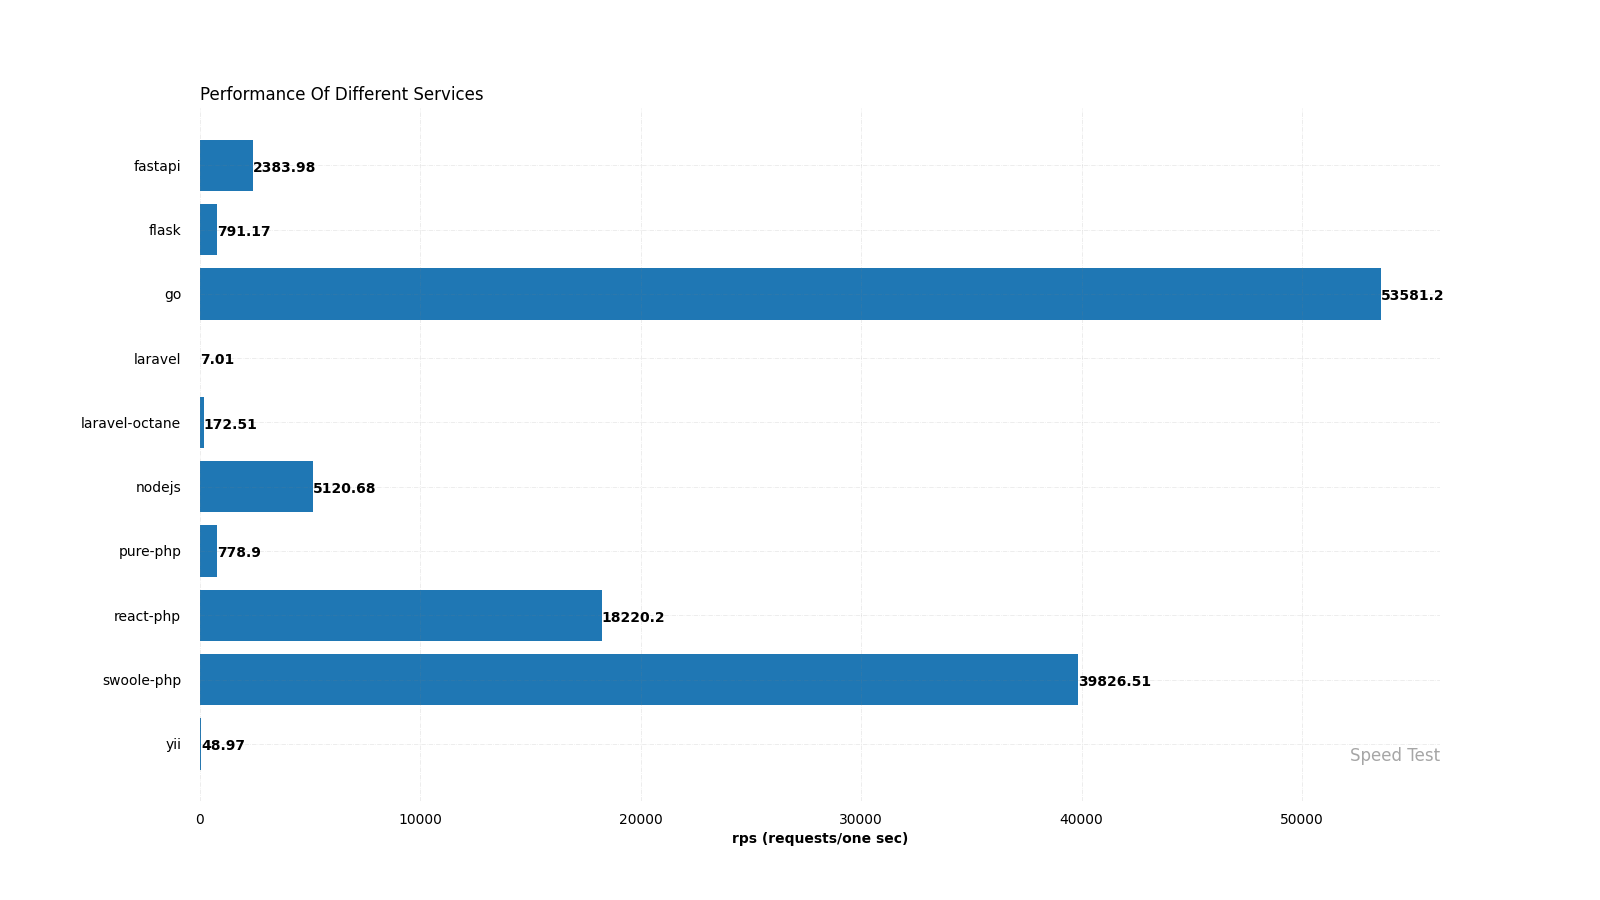 Performance Of Different Services
fastapi 2383.98
flask 791.17
go 53581.2
laravel 7.01
laravel-octane 172.51
nodejs 5120.68
pure-php 778.9
react-php 18220.2
swoole-php 39826.51
yii 48.97
Speed Test
0 10000 20000 30000 40000 50000
rps (requests/one sec)